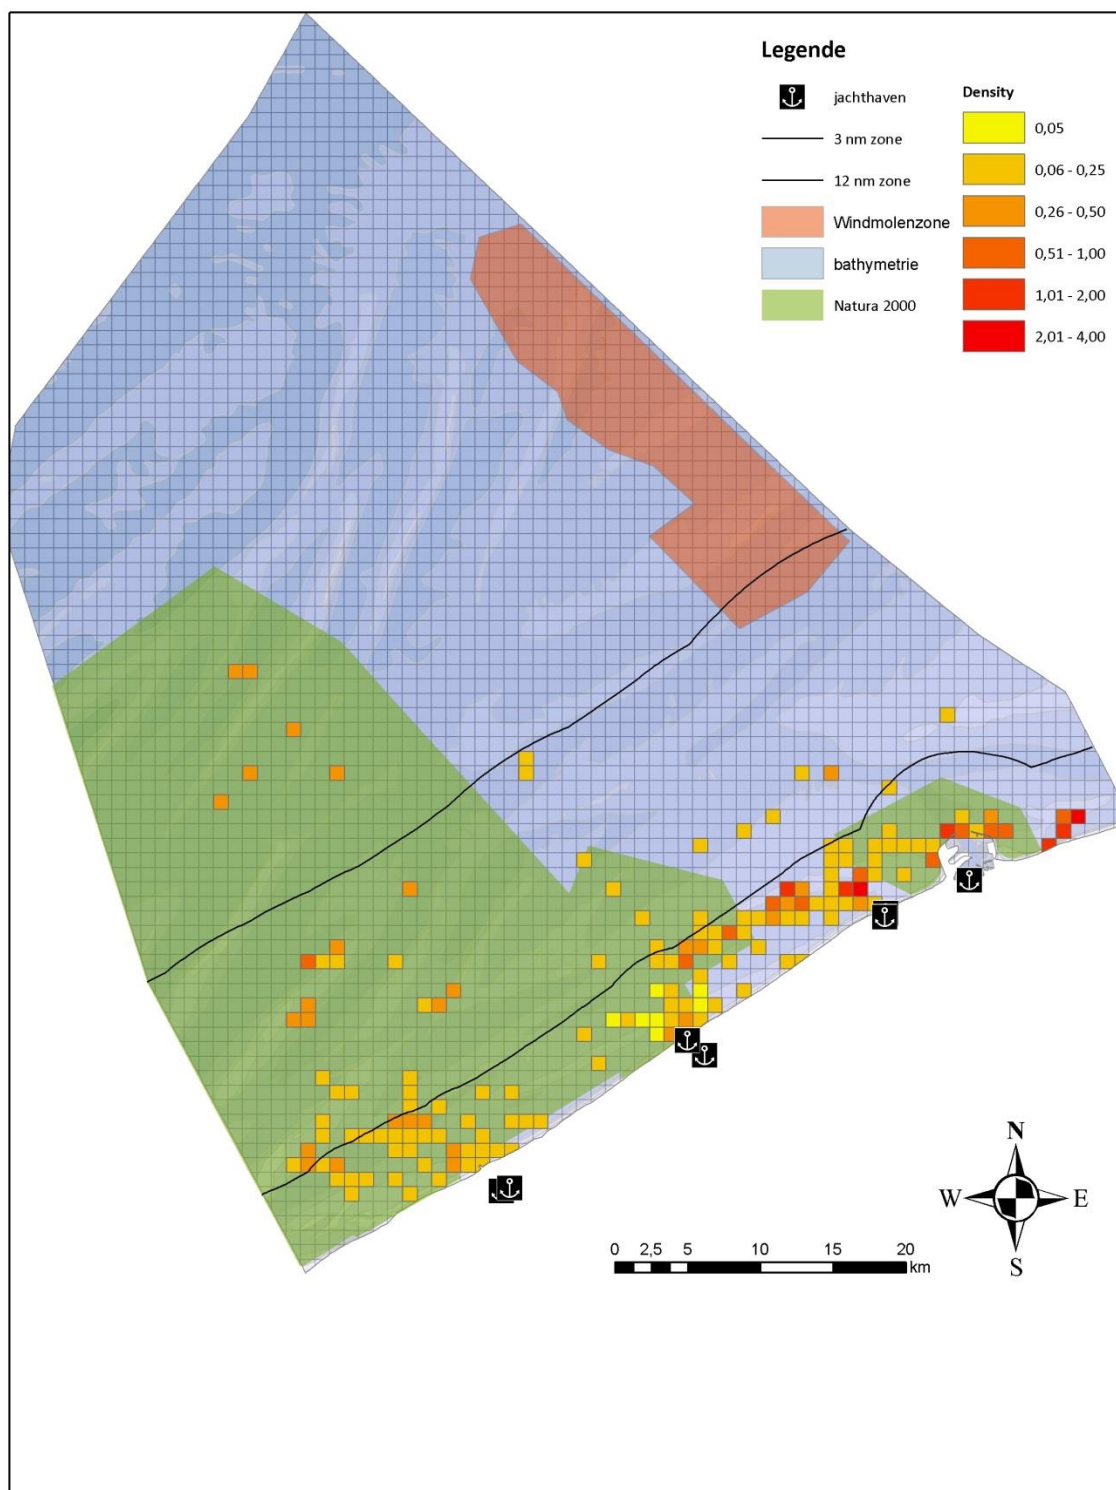 Legende
jachthaven
3 nm zone
12 nm zone
Windmolenzone
bathymetrie
Natura 2000
Density
0,05
0,06 - 0,25
0,26 - 0,50
0,51 - 1,00
1,01 - 2,00
2,01 - 4,00
N
W E
S
0 2,5 5 10 15 20
km